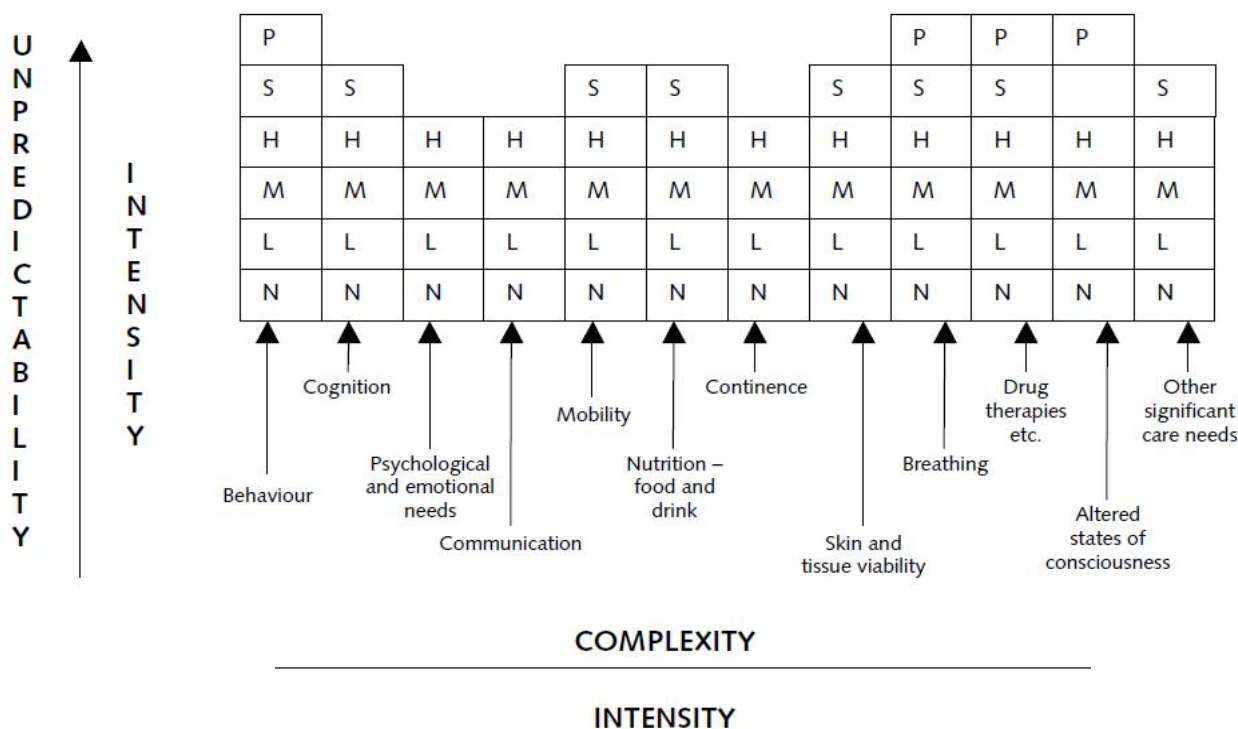 UNPREDICTABILITY
INTENSITY
P P P P
S S S S S S S S
H H H H H H H H H H H H
M M M M M M M M M M M M
L L L L L L L L L L L L
N N N N N N N N N N N N
Behaviour
Cognition
Psychological
and emotional
needs
Communication
Mobility
Nutrition –
food and
drink
Continence
Skin and
tissue viability
Breathing
Drug
therapies
etc.
Altered
states of
consciousness
Other
significant
care needs
COMPLEXITY
INTENSITY